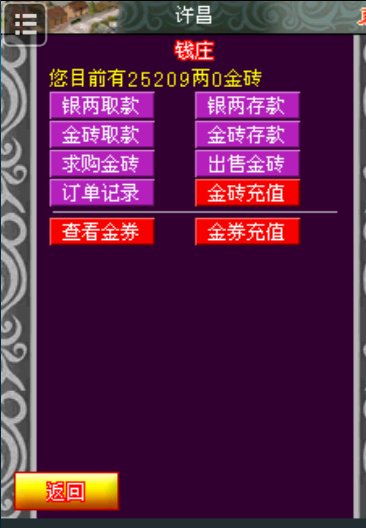 许昌
钱庄
您目前有25209两0金砖
银两取款 银两存款
金砖取款 金砖存款
求购金砖 出售金砖
订单记录 金砖充值
查看金券 金券充值
返回